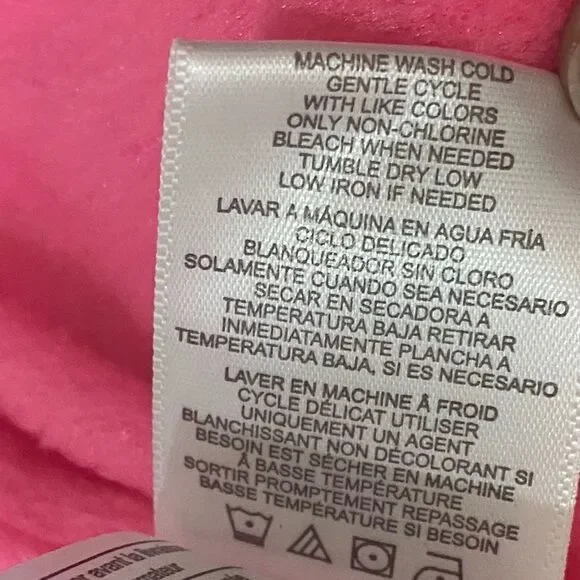 MACHINE WASH COLD
GENTLE CYCLE
WITH LIKE COLORS
ONLY NON-CHLORINE
BLEACH WHEN NEEDED
TUMBLE DRY LOW
LOW IRON IF NEEDED
LAVAR A MÁQUINA EN AGUA FRÍA
CICLO DELICADO
BLANQUEADOR SIN CLORO
SOLAMENTE CUANDO SEA NECESARIO
SECAR EN SECADORA A
TEMPERATURA BAJA RETIRAR
INMEDIATAMENTE PLANCHA A
TEMPERATURA BAJA, SI ES NECESARIO
LAVER EN MACHINE Â FROID
CYCLE DÉLICAT UTILISER
UNIQUEMENT UN AGENT
BLANCHISSANT NON DÉCOLORANT SI
BESOIN EST SÉCHER EN MACHINE
Â BASSE TEMPÉRATURE
SORTIR PROMPTEMENT REPASSAGE
BASSE TEMPÉRATURE SI BESOIN
avant la